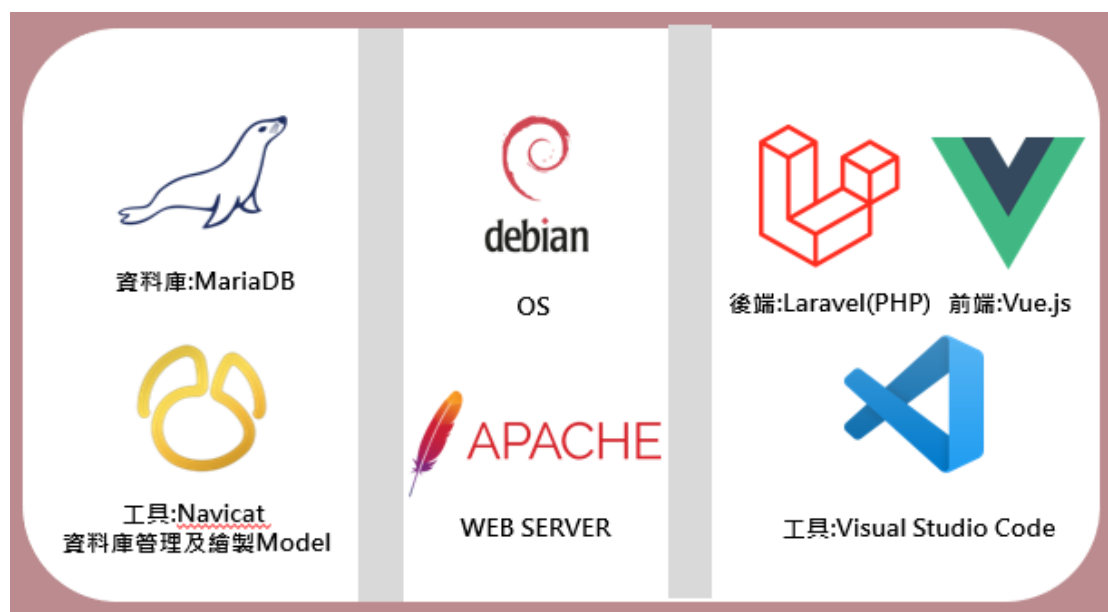 資料庫:MariaDB
工具:Navicat
資料庫管理及繪製Model
debian
OS
APACHE
WEB SERVER
後端:Laravel(PHP) 前端:Vue.js
工具:Visual Studio Code